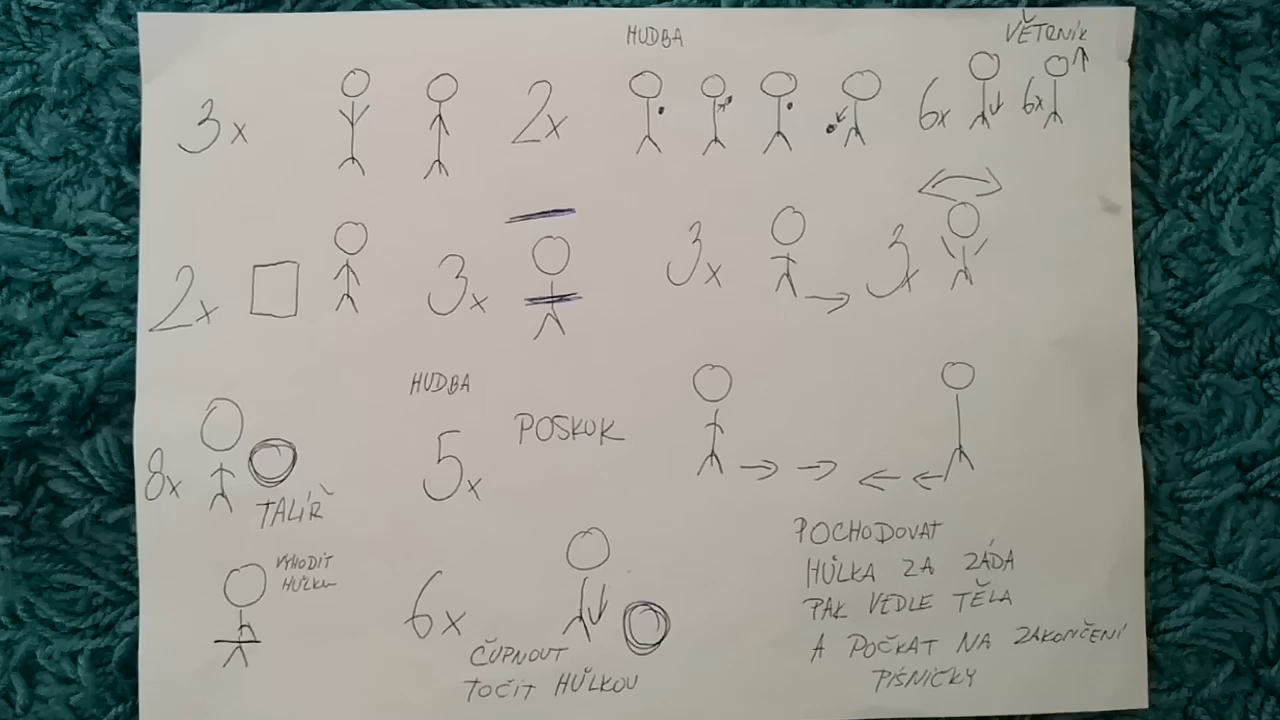 HUDBA
VĚTRNÍK
3x
2x
6x
6x
2x
3x
3x
3x
8x
TALÍŘ
HUDBA
5x
POSKOK
VYHODIT
HŮLKU
6x
ČUPNOUT
TOČIT HŮLKOU
POCHODOVAT
HŮLKA ZA ZÁDA
PAK VEDLE TĚLA
A POČKAT NA ZAKONČENÍ
PÍSNIČKY